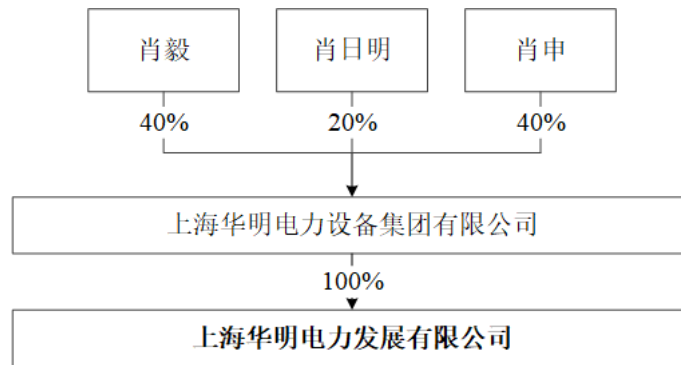 肖毅
肖日明
肖申
40%
20%
40%
上海华明电力设备集团有限公司
100%
上海华明电力发展有限公司